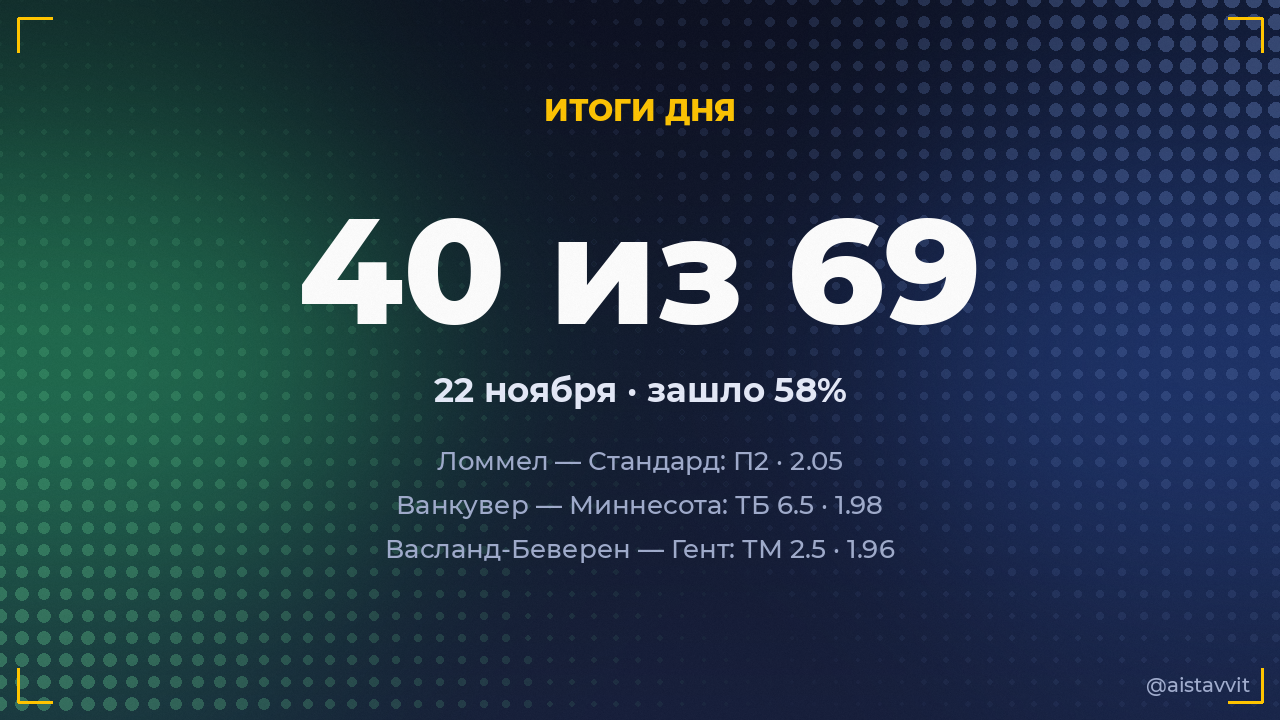 ИТОГИ ДНЯ
40 из 69
22 ноября · зашло 58%
Ломмел — Стандард: П2 · 2.05
Ванкувер — Миннесота: ТБ 6.5 · 1.98
Васланд-Беверен — Гент: ТМ 2.5 · 1.96
@aistavvit